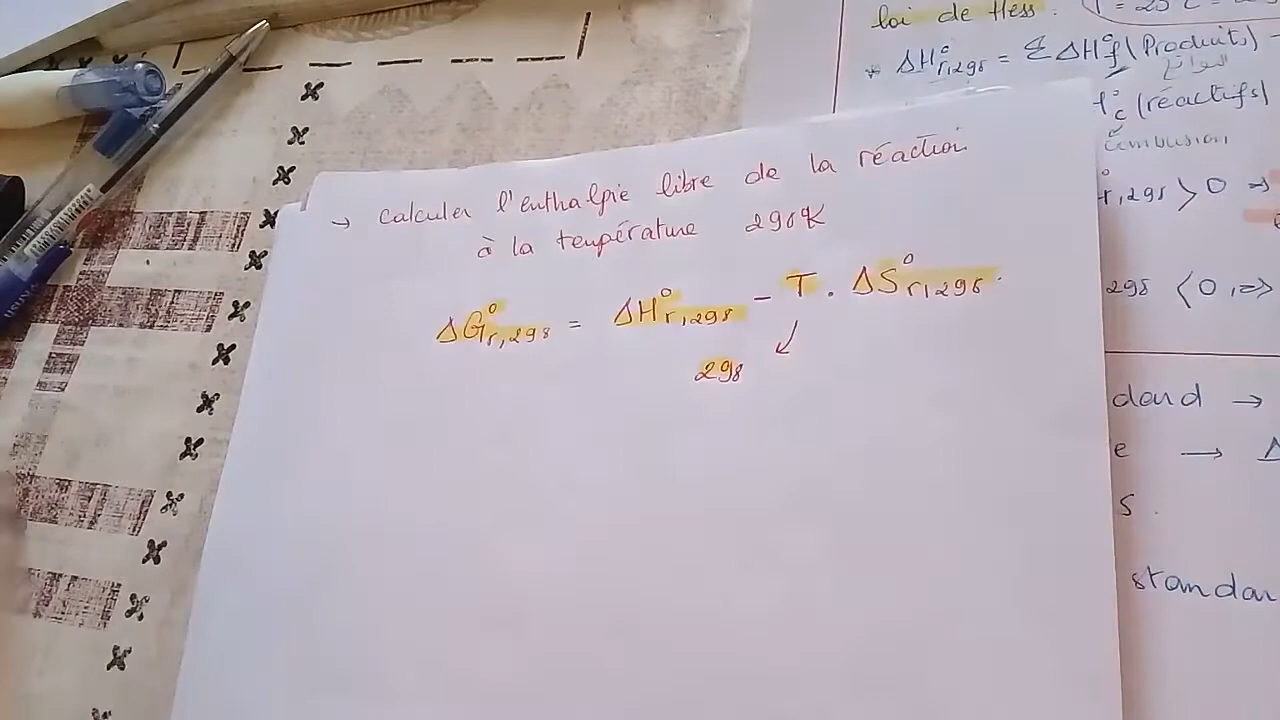 → Calculer l'enthalpie libre de la réaction
à la température 298K
ΔG°r,298 = ΔH°r,298 - T . ΔS°r,298.
298
loi de Hess :
* ΔH°r,298 = Σ ΔH°f (Produits) -
(réactifs)
r,298 > 0 ⇒
298 < 0 , ⇒
dard →
e → Δ
s.
standar